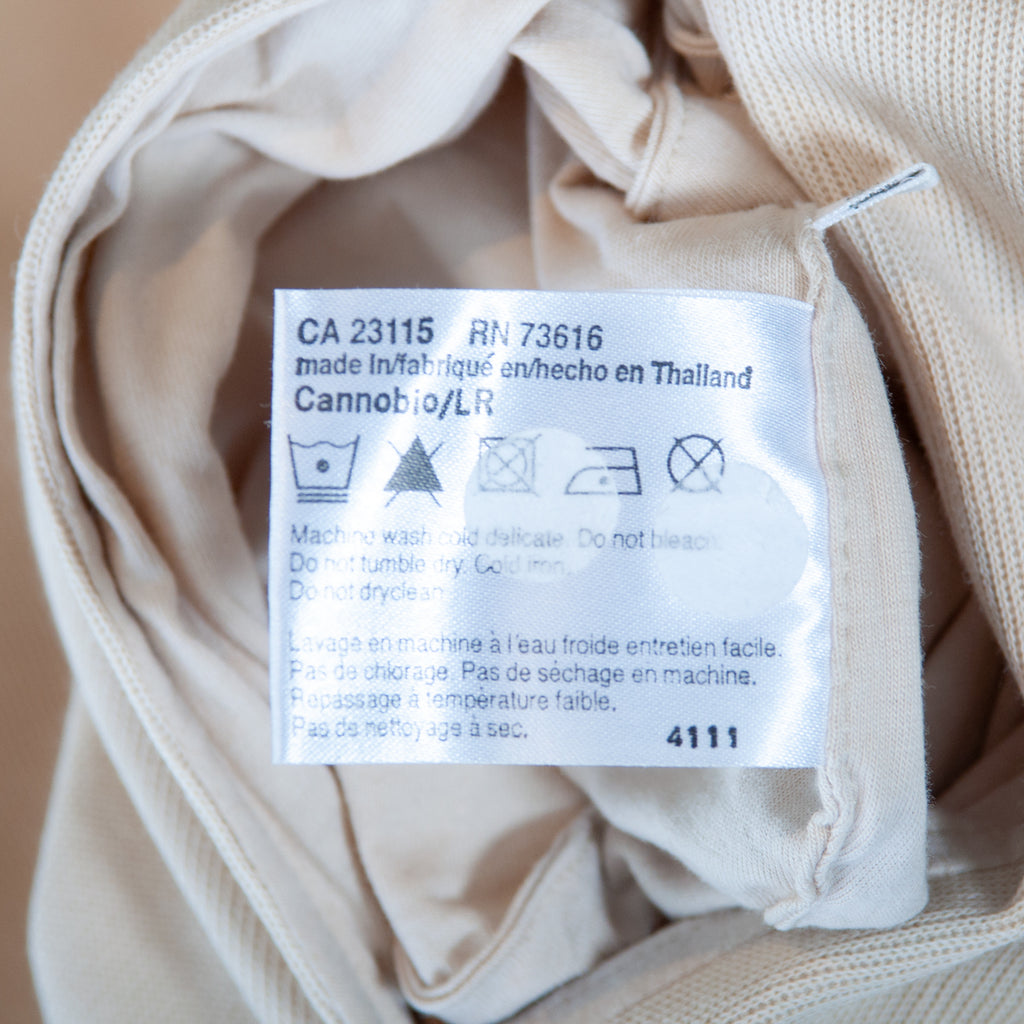 CA 23115 RN 73616
made in/fabriqué en/hecho en Thailand
Cannobio/LR
Machine wash cold delicate. Do not bleach.
Do not tumble dry. Cold iron.
Do not dryclean
Lavage en machine à l'eau froide entretien facile.
Pas de chlorage. Pas de séchage en machine.
Repassage à température faible.
Pas de nettoyage à sec.
4111